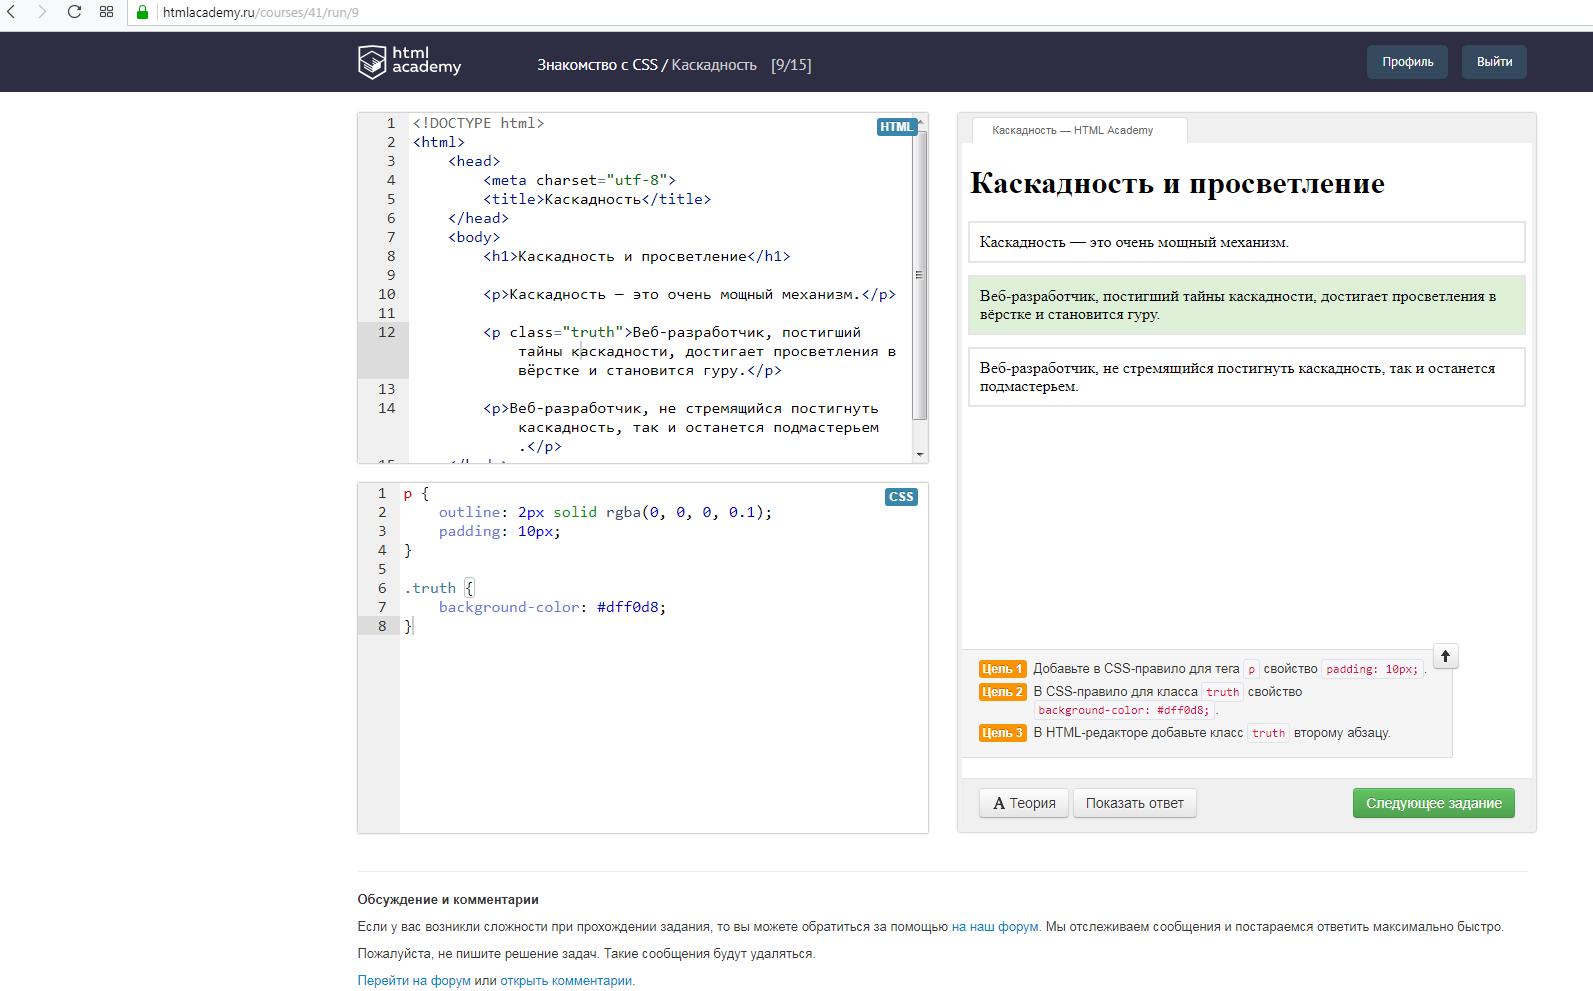 htmlacademy.ru/courses/41/run/9
html
academy
Знакомство с CSS / Каскадность [9/15]
Профиль
Выйти
HTML
1 <!DOCTYPE html>
2 <html>
3 <head>
4 <meta charset="utf-8">
5 <title>Каскадность</title>
6 </head>
7 <body>
8 <h1>Каскадность и просветление</h1>
9
10 <p>Каскадность — это очень мощный механизм.</p>
11
12 <p class="truth">Веб-разработчик, постигший
тайны каскадности, достигает просветления в
вёрстке и становится гуру.</p>
13
14 <p>Веб-разработчик, не стремящийся постигнуть
каскадность, так и останется подмастерьем
.</p>
CSS
1 p {
2 outline: 2px solid rgba(0, 0, 0, 0.1);
3 padding: 10px;
4 }
5
6 .truth {
7 background-color: #dff0d8;
8 }
Каскадность — HTML Academy
Каскадность и просветление
Каскадность — это очень мощный механизм.
Веб-разработчик, постигший тайны каскадности, достигает просветления в
вёрстке и становится гуру.
Веб-разработчик, не стремящийся постигнуть каскадность, так и останется
подмастерьем.
Цель 1 Добавьте в CSS-правило для тега p свойство padding: 10px; .
Цель 2 В CSS-правило для класса truth свойство
background-color: #dff0d8; .
Цель 3 В HTML-редакторе добавьте класс truth второму абзацу.
A Теория
Показать ответ
Следующее задание
Обсуждение и комментарии
Если у вас возникли сложности при прохождении задания, то вы можете обратиться за помощью на наш форум. Мы отслеживаем сообщения и постараемся ответить максимально быстро.
Пожалуйста, не пишите решение задач. Такие сообщения будут удаляться.
Перейти на форум или открыть комментарии.